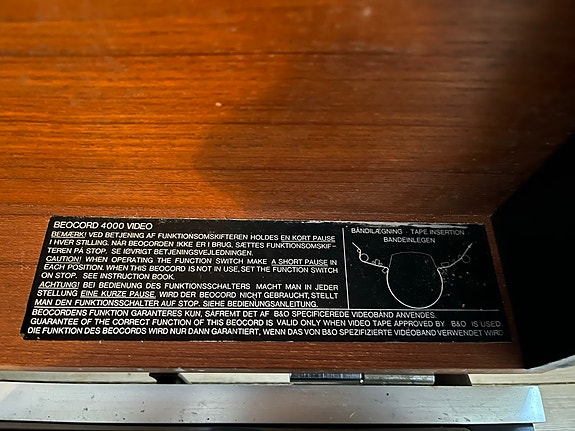 BEOCORD 4000 VIDEO
BEMÆRK! VED BETJENING AF FUNKTIONSOMSKIFTEREN HOLDES EN KORT PAUSE
I HVER STILLING. NÅR BEOCORDEN IKKE ER I BRUG, SÆTTES FUNKTIONSOMSKIF-
TEREN PÅ STOP. SE IØVRIGT BETJENINGSVEJLEDNINGEN.
CAUTION! WHEN OPERATING THE FUNCTION SWITCH MAKE A SHORT PAUSE IN
EACH POSITION. WHEN THIS BEOCORD IS NOT IN USE, SET THE FUNCTION SWITCH
ON STOP. SEE INSTRUCTION BOOK.
ACHTUNG! BEI BEDIENUNG DES FUNKTIONSSCHALTERS MACHT MAN IN JEDER
STELLUNG EINE KURZE PAUSE, WIRD DER BEOCORD NICHT GEBRAUCHT, STELLT
MAN DEN FUNKTIONSSCHALTER AUF STOP. SIEHE BEDIENUNGSANLEITUNG.
BÅNDILÆGNING · TAPE INSERTION
BANDEINLEGEN
BEOCORDENS FUNKTION GARANTERES KUN, SÅFREMT DET AF B&O SPECIFICEREDE VIDEOBAND ANVENDES.
GUARANTEE OF THE CORRECT FUNCTION OF THIS BEOCORD IS VALID ONLY WHEN VIDEO TAPE APPROVED BY B&O IS USED
DIE FUNKTION DES BEOCORDS WIRD NUR DANN GARANTIERT, WENN DAS VON B&O SPEZIFIZIERTE VIDEOBAND VERWENDET WIRD